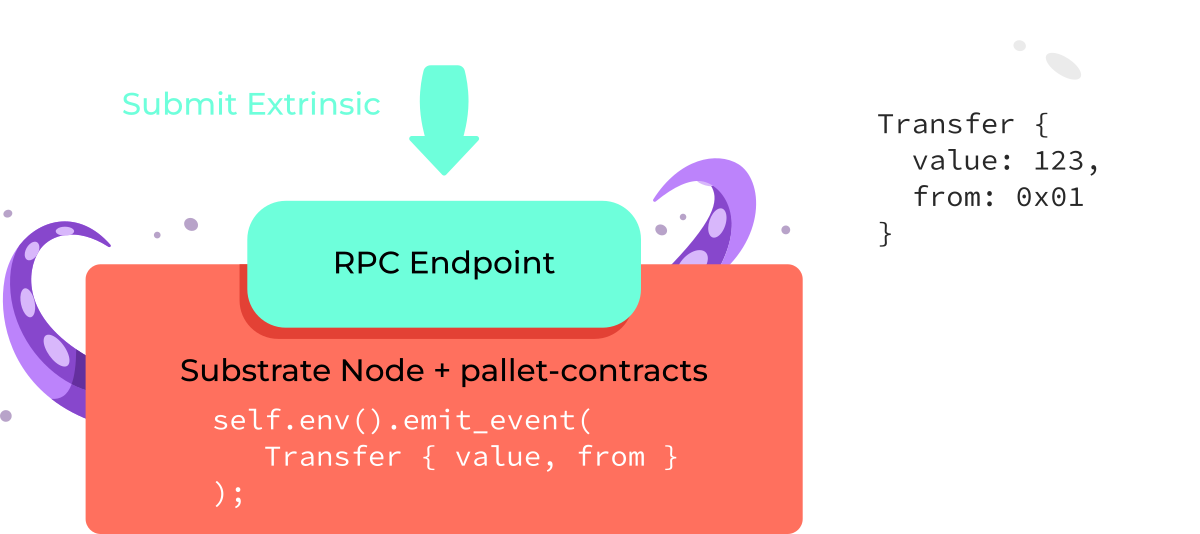 Submit Extrinsic
RPC Endpoint
Substrate Node + pallet-contracts
self.env().emit_event(
   Transfer { value, from }
);
Transfer {
  value: 123,
  from: 0x01
}